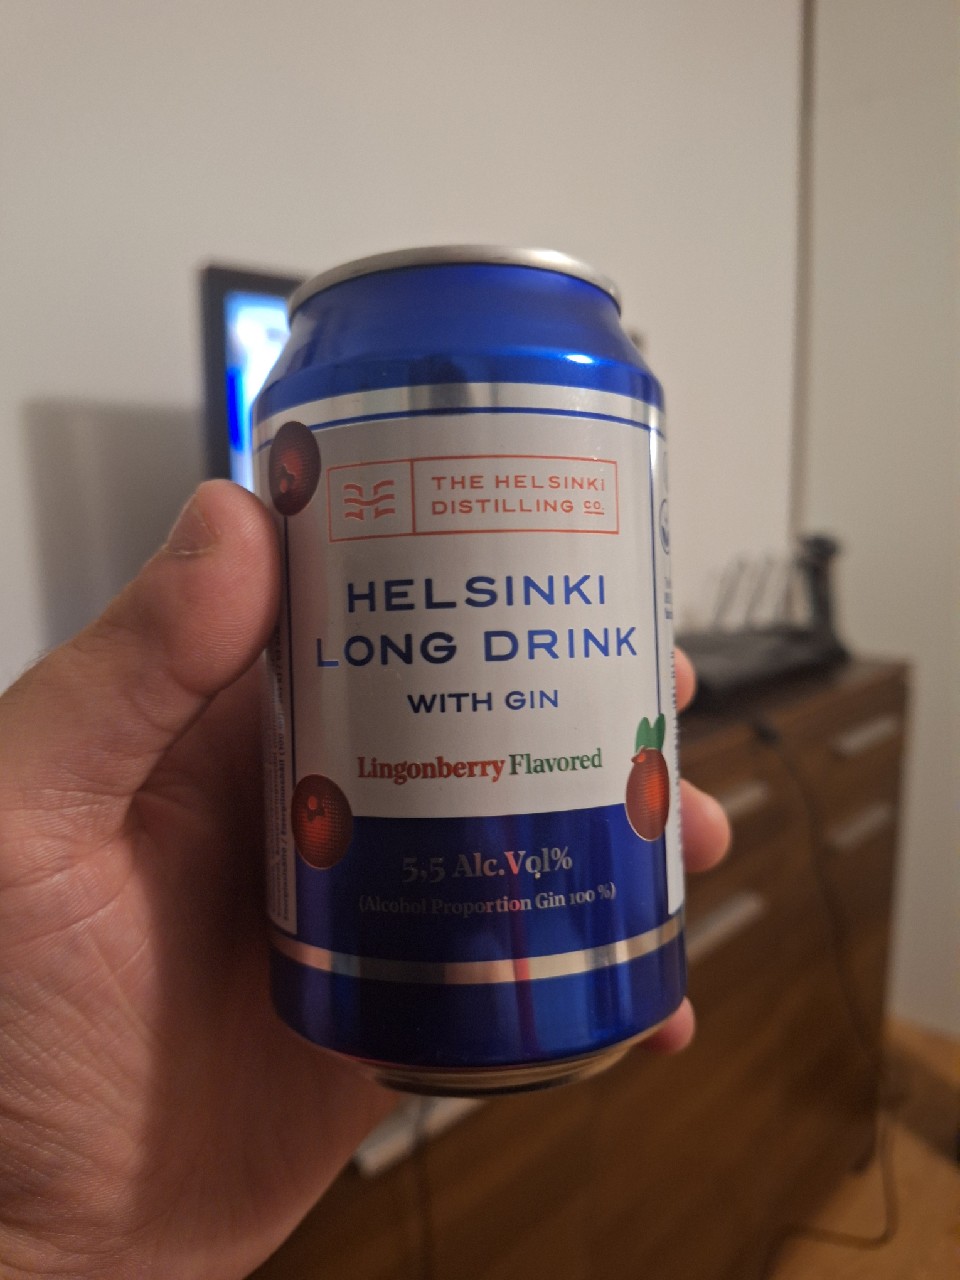 THE HELSINKI
DISTILLING CO.
HELSINKI
LONG DRINK
WITH GIN
Lingonberry Flavored
5,5 Alc.Vol%
(Alcohol Proportion Gin 100 %)